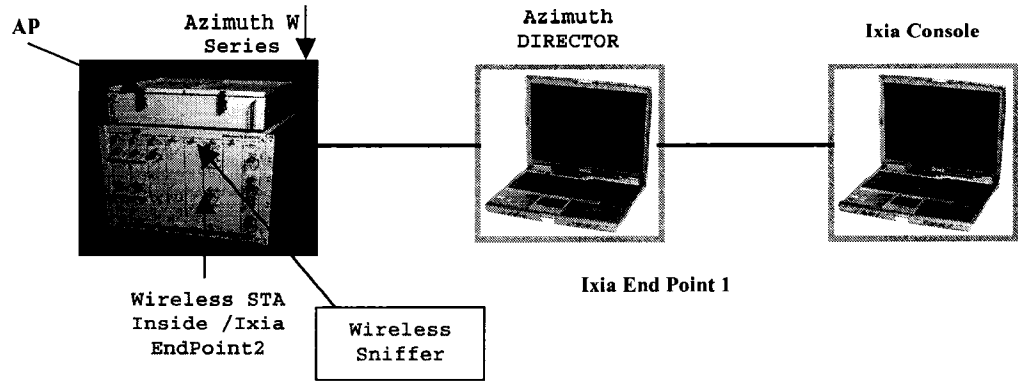 AP
Azimuth W
Series
Azimuth
DIRECTOR
Ixia Console
Ixia End Point 1
Wireless STA
Inside /Ixia
EndPoint2
Wireless
Sniffer